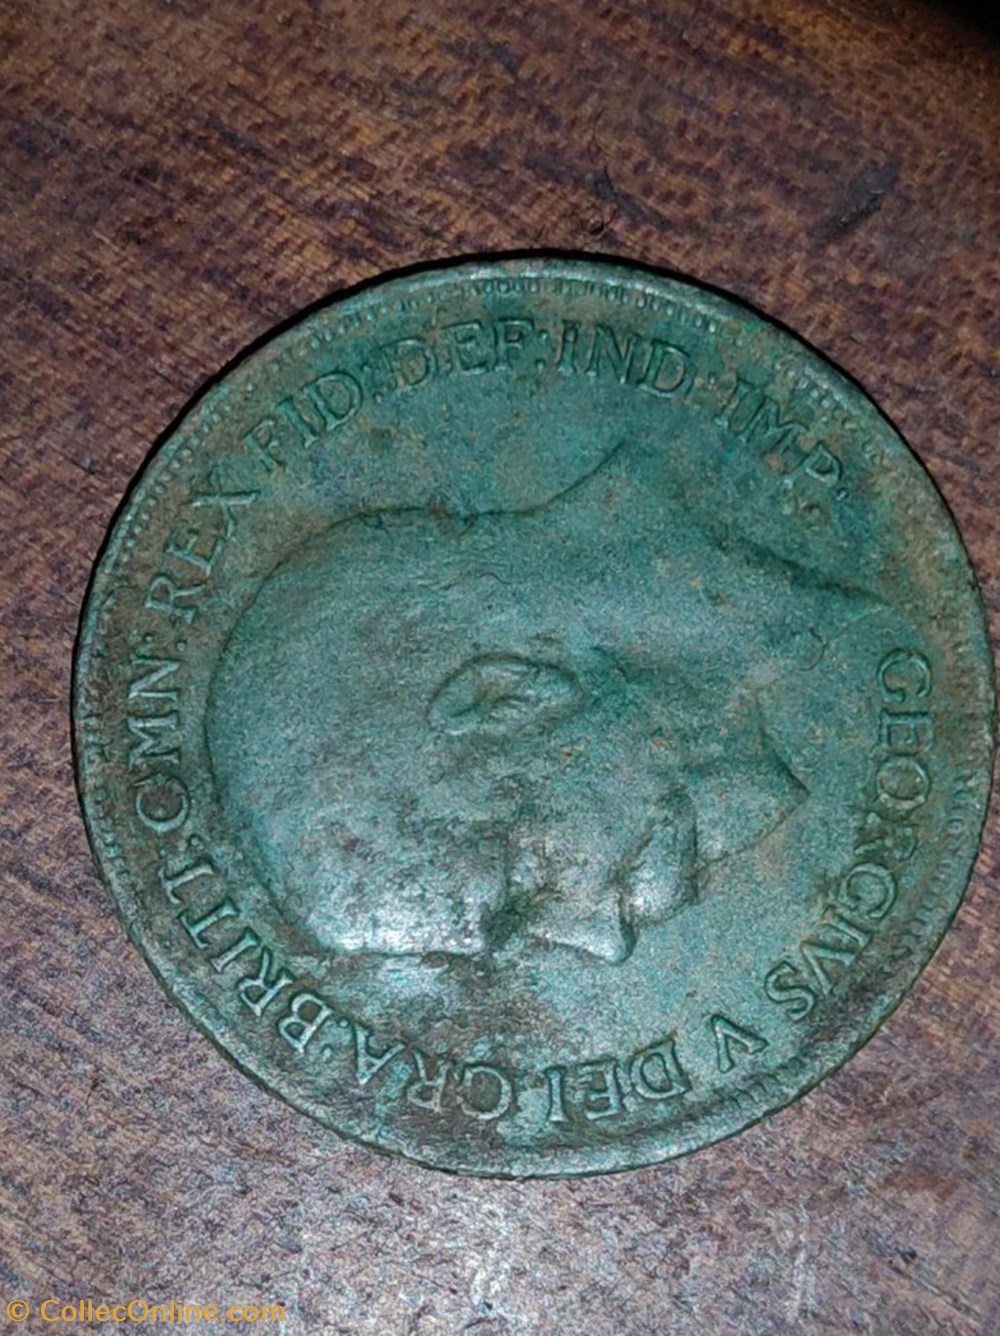 GEORGIVS V DEI GRA: BRITT: OMN: REX FID: DEF: IND: IMP:
© CollecOnline.com